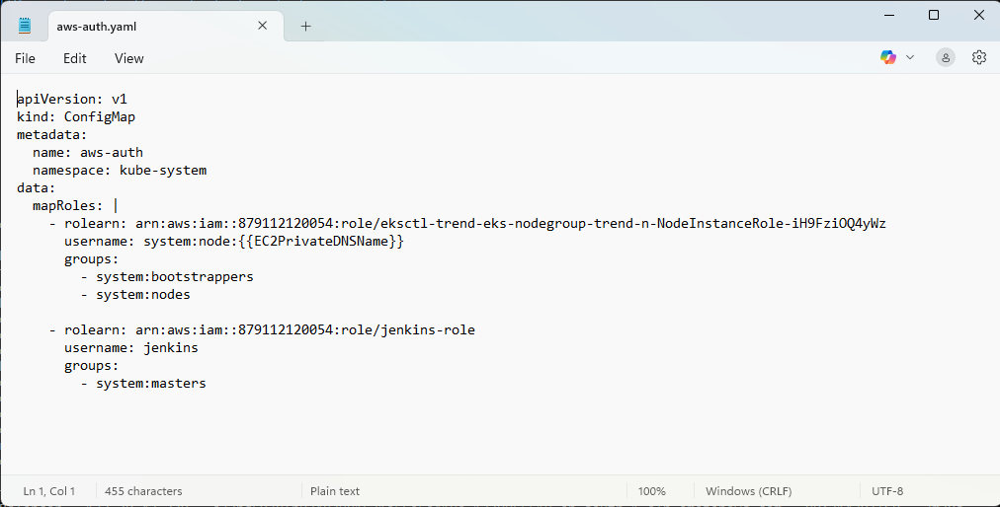 aws-auth.yaml
File Edit View
apiVersion: v1
kind: ConfigMap
metadata:
  name: aws-auth
  namespace: kube-system
data:
  mapRoles: |
    - rolearn: arn:aws:iam::879112120054:role/eksctl-trend-eks-nodegroup-trend-n-NodeInstanceRole-iH9FziOQ4yWz
      username: system:node:{{EC2PrivateDNSName}}
      groups:
        - system:bootstrappers
        - system:nodes

    - rolearn: arn:aws:iam::879112120054:role/jenkins-role
      username: jenkins
      groups:
        - system:masters
Ln 1, Col 1 455 characters Plain text 100% Windows (CRLF) UTF-8